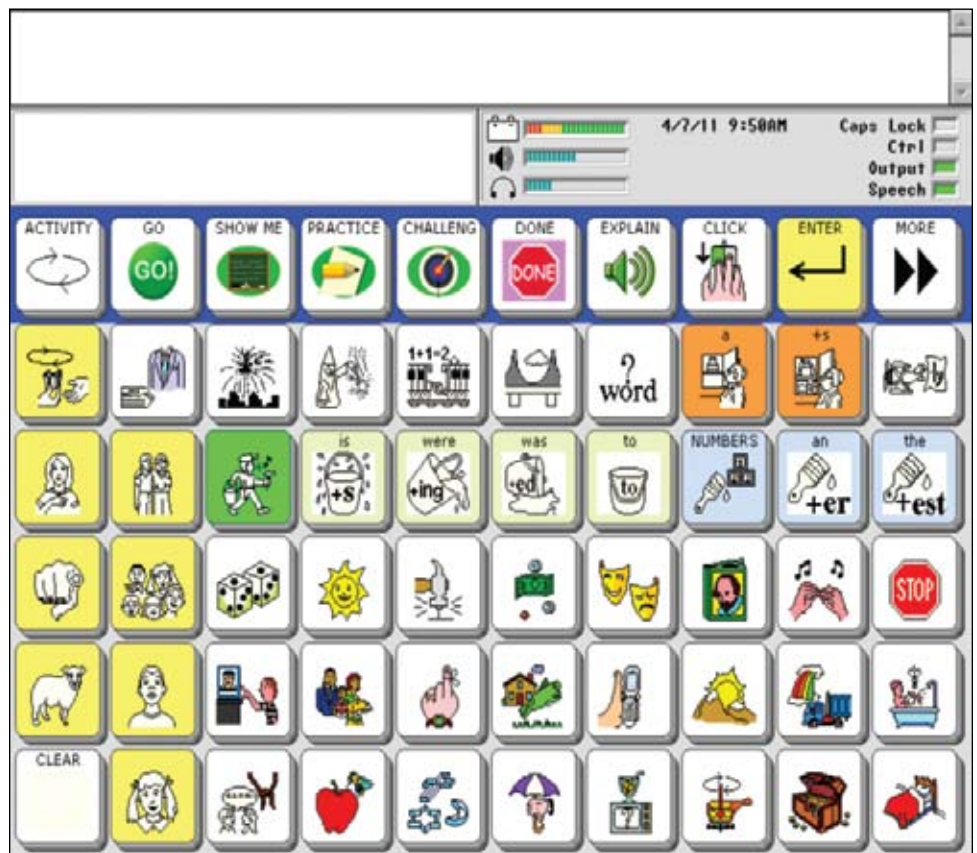 4/7/11 9:50AM
Caps Lock
Ctrl
Output
Speech
ACTIVITY GO SHOW ME PRACTICE CHALLENG DONE EXPLAIN CLICK ENTER MORE
GO! DONE
a +s
1+1=2
? word
is were was to NUMBERS an the
+s +ing +ed to +er +est
STOP
CLEAR
?